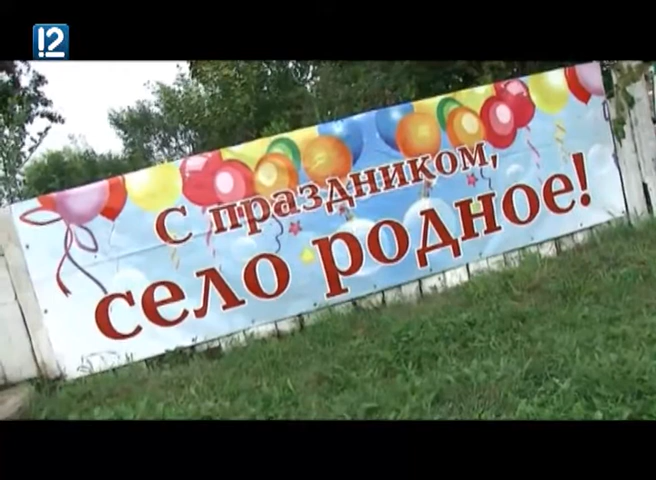 12
с праздником,
село родное!